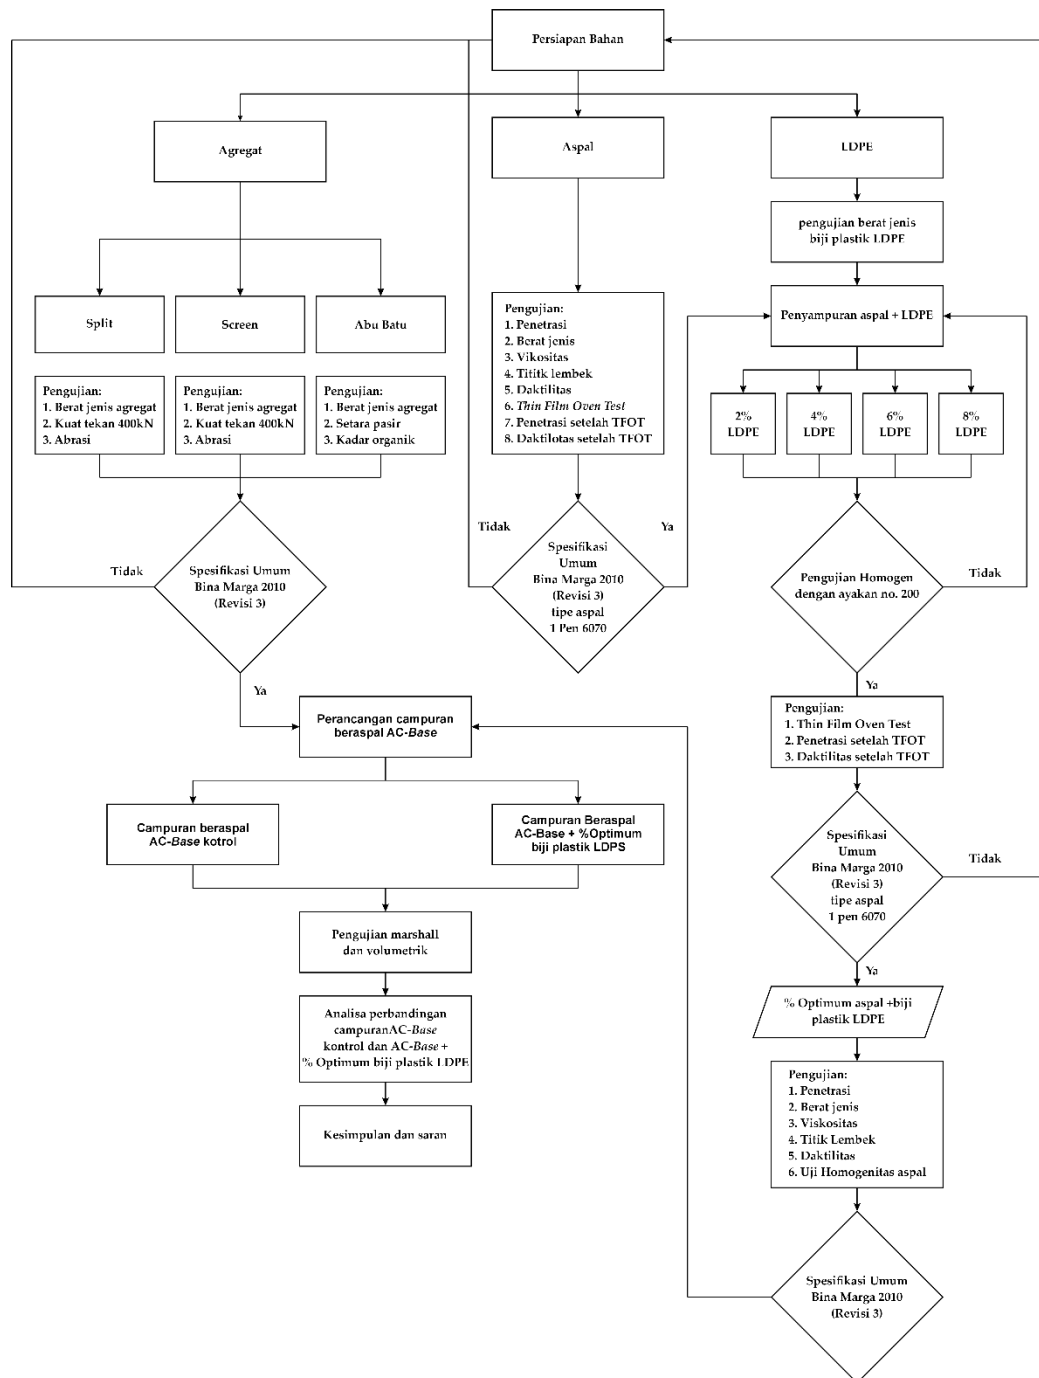 Persiapan Bahan
Agregat
Aspal
LDPE
pengujian berat jenis
biji plastik LDPE
Split
Screen
Abu Batu
Pengujian:
1. Berat jenis agregat
2. Kuat tekan 400kN
3. Abrasi
Pengujian:
1. Berat jenis agregat
2. Kuat tekan 400kN
3. Abrasi
Pengujian:
1. Berat jenis agregat
2. Setara pasir
3. Kadar organik
Pengujian:
1. Penetrasi
2. Berat jenis
3. Vikositas
4. Tititk lembek
5. Daktilitas
6. Thin Film Oven Test
7. Penetrasi setelah TFOT
8. Daktilotas setelah TFOT
Penyampuran aspal + LDPE
2%
LDPE
4%
LDPE
6%
LDPE
8%
LDPE
Tidak
Spesifikasi Umum
Bina Marga 2010
(Revisi 3)
Ya
Tidak
Spesifikasi
Umum
Bina Marga 2010
(Revisi 3)
tipe aspal
1 Pen 6070
Ya
Pengujian Homogen
dengan ayakan no. 200
Tidak
Ya
Pengujian:
1. Thin Film Oven Test
2. Penetrasi setelah TFOT
3. Daktilitas setelah TFOT
Perancangan campuran
beraspal AC-Base
Campuran beraspal
AC-Base kotrol
Campuran Beraspal
AC-Base + %Optimum
biji plastik LDPS
Spesifikasi
Umum
Bina Marga 2010
(Revisi 3)
tipe aspal
1 pen 6070
Tidak
Ya
Pengujian marshall
dan volumetrik
Analisa perbandingan
campuranAC-Base
kontrol dan AC-Base +
% Optimum biji plastik LDPE
Kesimpulan dan saran
% Optimum aspal +biji
plastik LDPE
Pengujian:
1. Penetrasi
2. Berat jenis
3. Viskositas
4. Titik Lembek
5. Daktilitas
6. Uji Homogenitas aspal
Spesifikasi Umum
Bina Marga 2010
(Revisi 3)